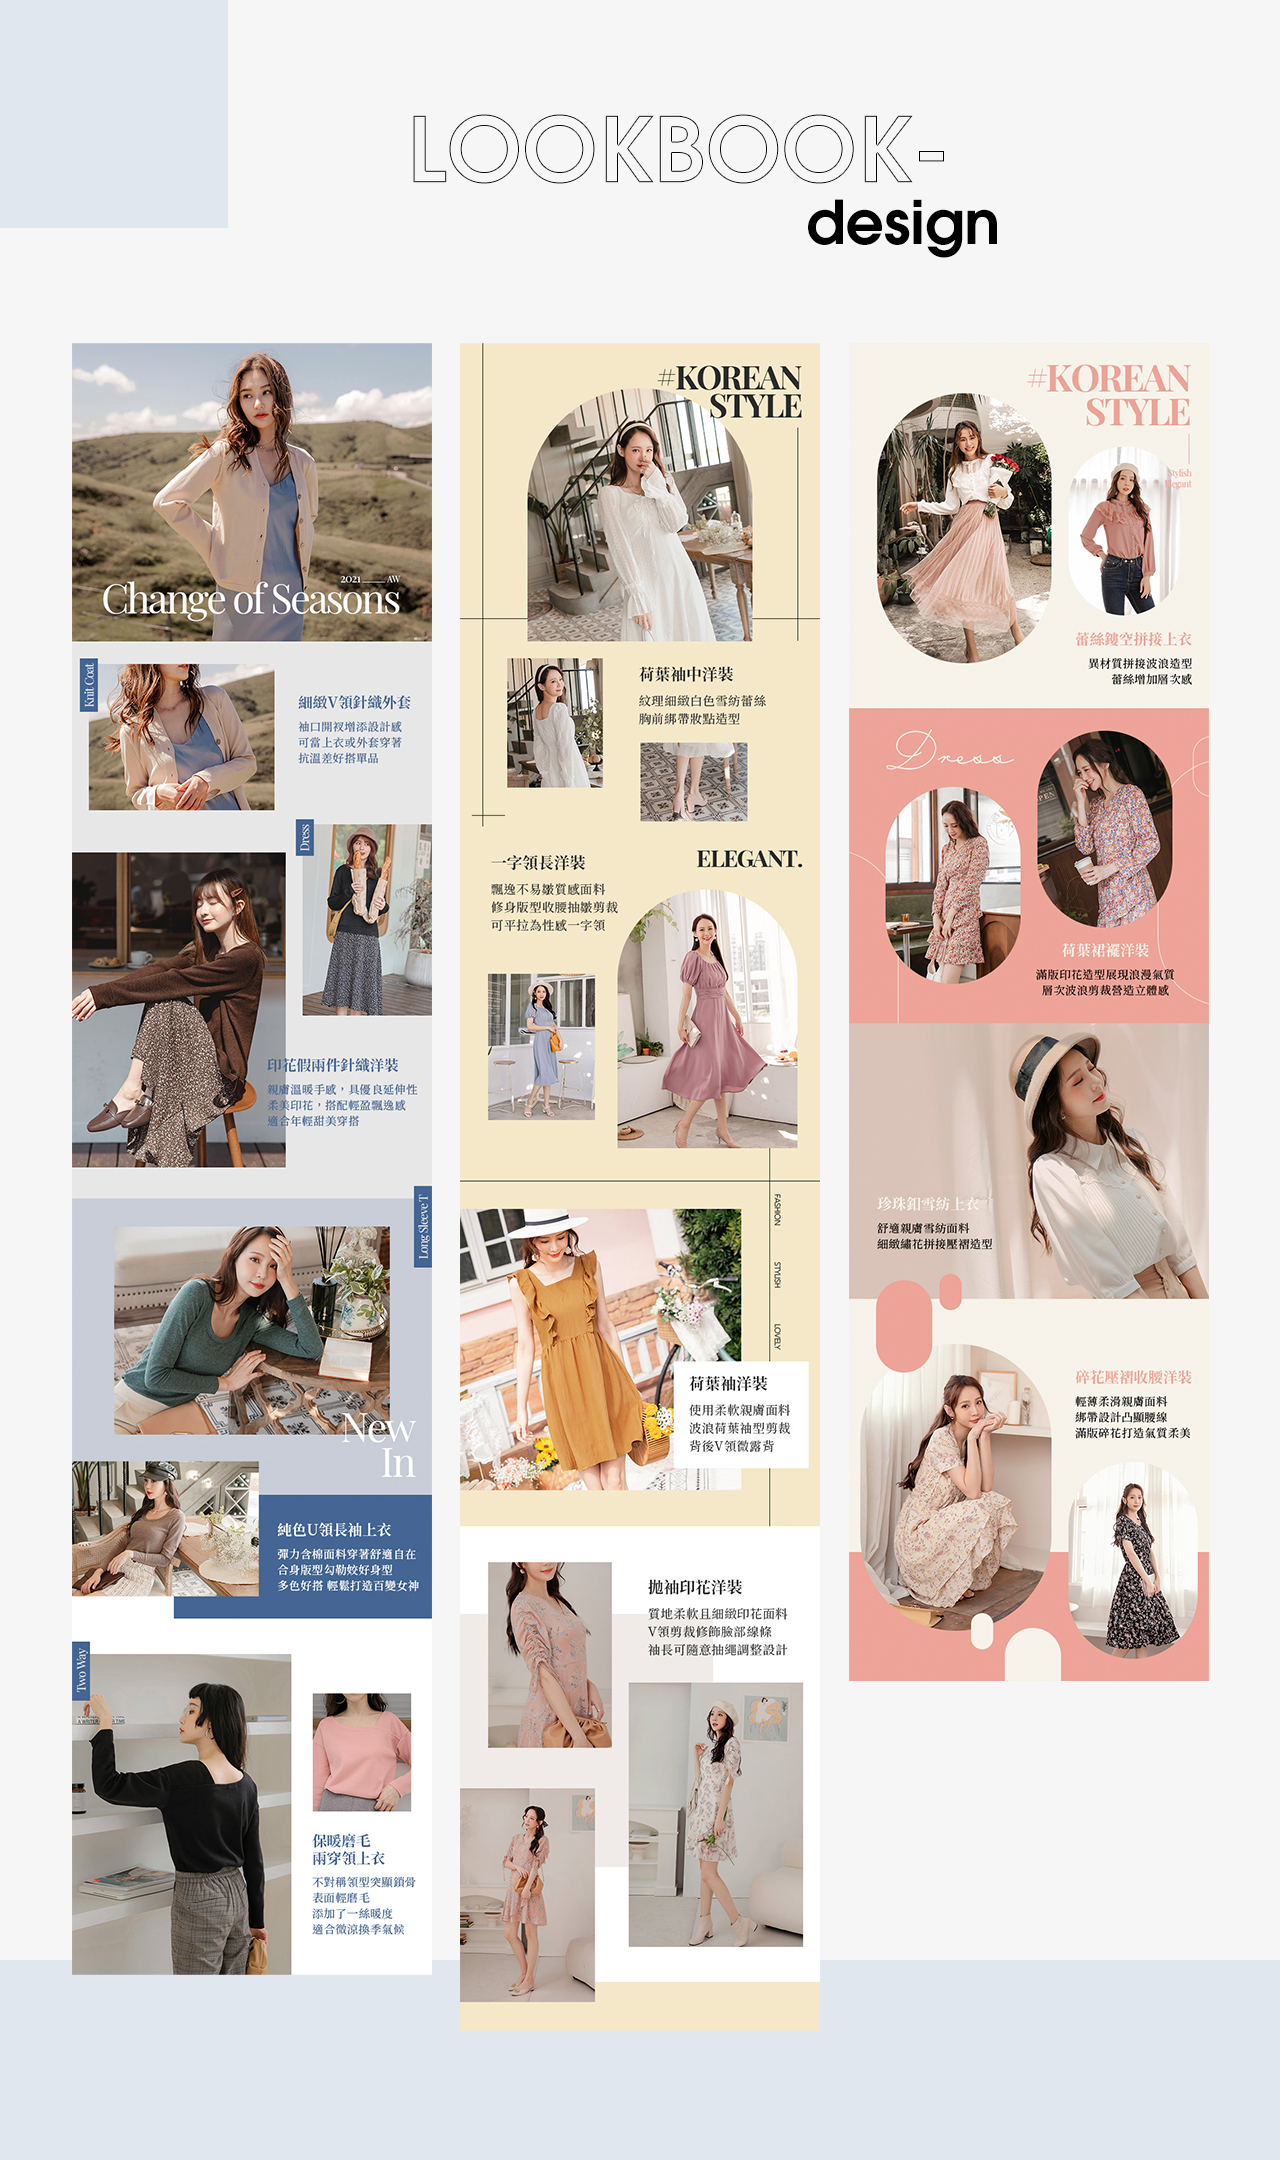 LOOKBOOK-
design
2021 ____ AW
Change of Seasons
Knit Coat
細緻V領針織外套
袖口開衩增添設計感
可當上衣或外套穿著
抗溫差好搭單品
Dress
印花假兩件針織洋裝
親膚溫暖手感，具優良延伸性
柔美印花，搭配輕盈飄逸感
適合年輕甜美穿搭
Long Sleeve T
New
In
純色U領長袖上衣
彈力含棉面料穿著舒適自在
合身版型勾勒姣好身型
多色好搭 輕鬆打造百變女神
Two Way
保暖磨毛
兩穿領上衣
不對稱領型突顯鎖骨
表面輕磨毛
添加了一絲暖度
適合微涼換季氣候
#KOREAN
STYLE
荷葉袖中洋裝
紋理細緻白色雪紡蕾絲
胸前綁帶妝點造型
一字領長洋裝
ELEGANT.
飄逸不易皺質感面料
修身版型收腰抽皺剪裁
可平拉為性感一字領
FASHION
STYLISH
LOVELY
荷葉袖洋裝
使用柔軟親膚面料
波浪荷葉袖型剪裁
背後V領微露背
拋袖印花洋裝
質地柔軟且細緻印花面料
V領剪裁修飾臉部線條
袖長可隨意抽繩調整設計
#KOREAN
STYLE
Stylish
Elegant
蕾絲鏤空拼接上衣
異材質拼接波浪造型
蕾絲增加層次感
Dress
荷葉裙襬洋裝
滿版印花造型展現浪漫氣質
層次波浪剪裁營造立體感
珍珠釦雪紡上衣
舒適親膚雪紡面料
細緻繡花拼接壓褶造型
碎花壓褶收腰洋裝
輕薄柔滑親膚面料
綁帶設計凸顯腰線
滿版碎花打造氣質柔美